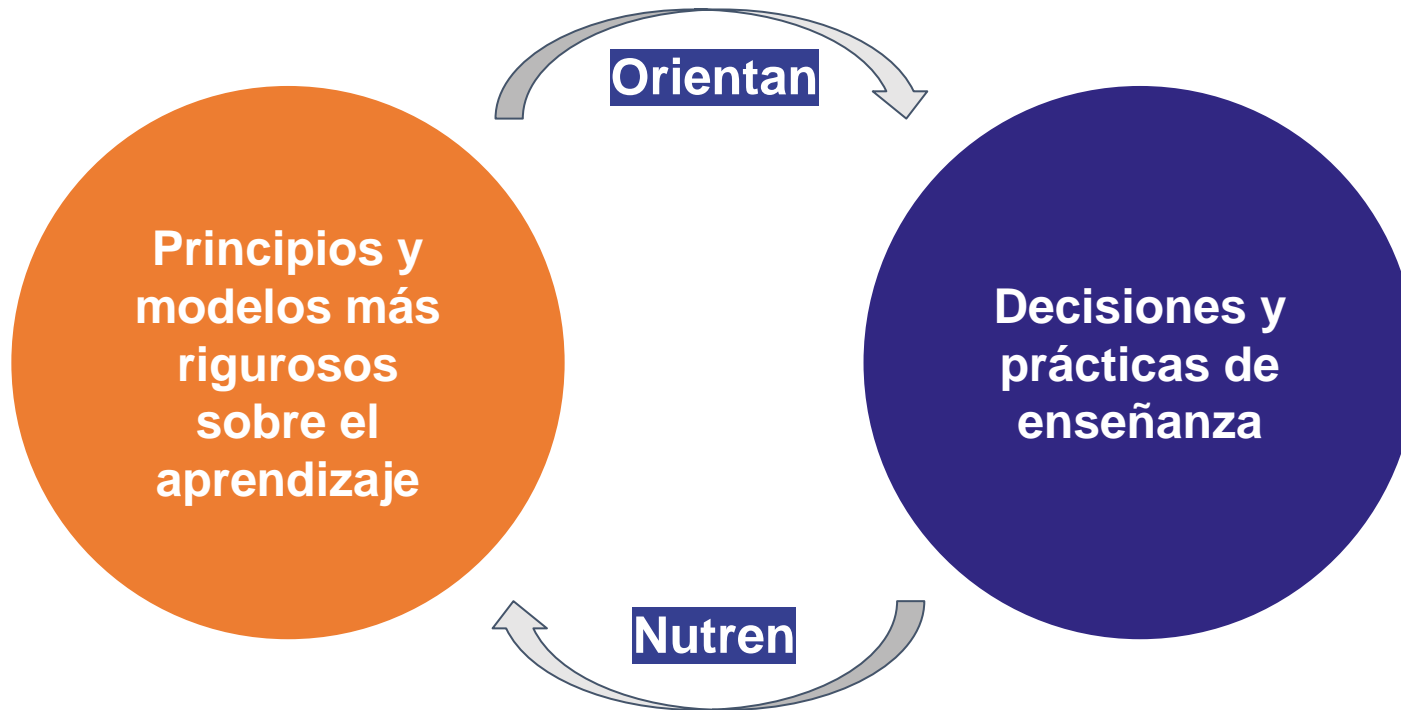 Orientan
Principios y
modelos más
rigurosos
sobre el
aprendizaje
Decisiones y
prácticas de
enseñanza
Nutren